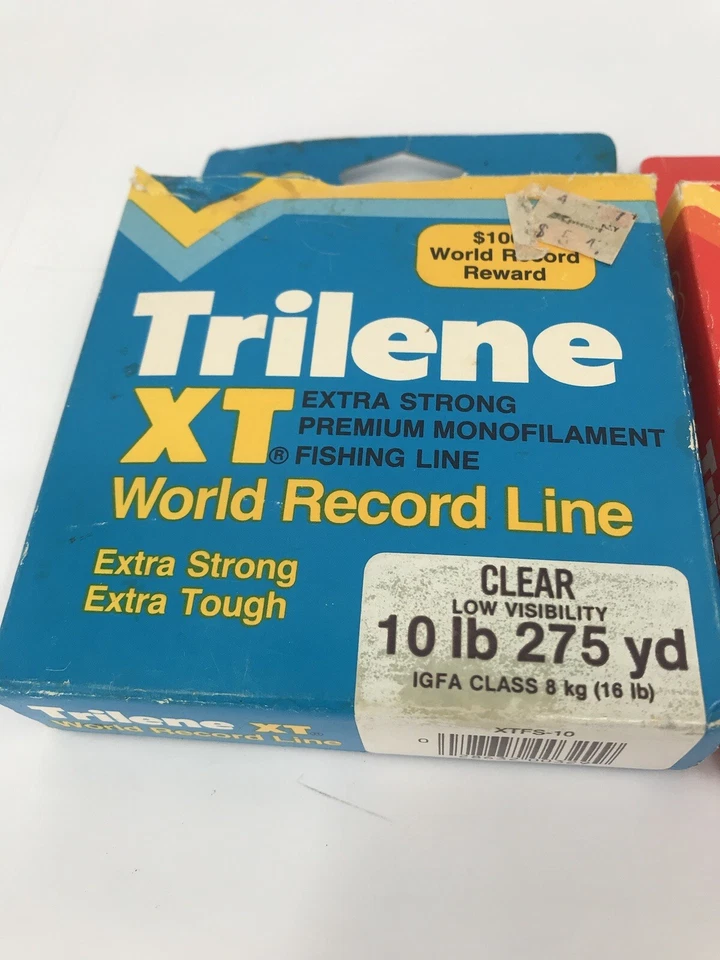 World Record
Reward
Trilene
XT® EXTRA STRONG
PREMIUM MONOFILAMENT
FISHING LINE
World Record Line
Extra Strong
Extra Tough
CLEAR
LOW VISIBILITY
10 lb 275 yd
IGFA CLASS 8 kg (16 lb)
Trilene XT®
World Record Line
XTFS-10
0